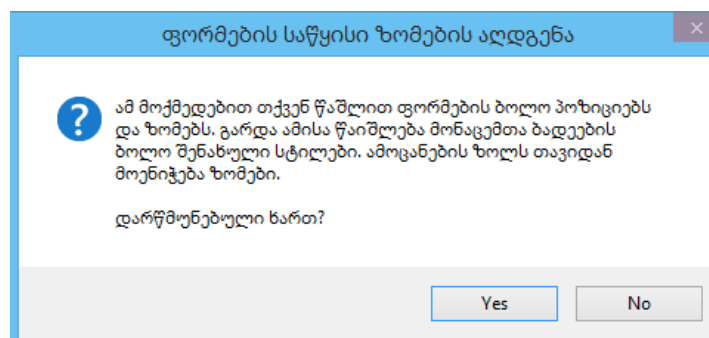 ფორმების საწყისი ზომების აღდგენა
ამ მოქმედებით თქვენ წაშლით ფორმების ბოლო პოზიციებს
და ზომებს. გარდა ამისა წაიშლება მონაცემთა ბადეების
ბოლო შენახული სტილები. ამოცანების ზოლს თავიდან
მოენიჭება ზომები.
დარწმუნებული ხართ?
Yes No